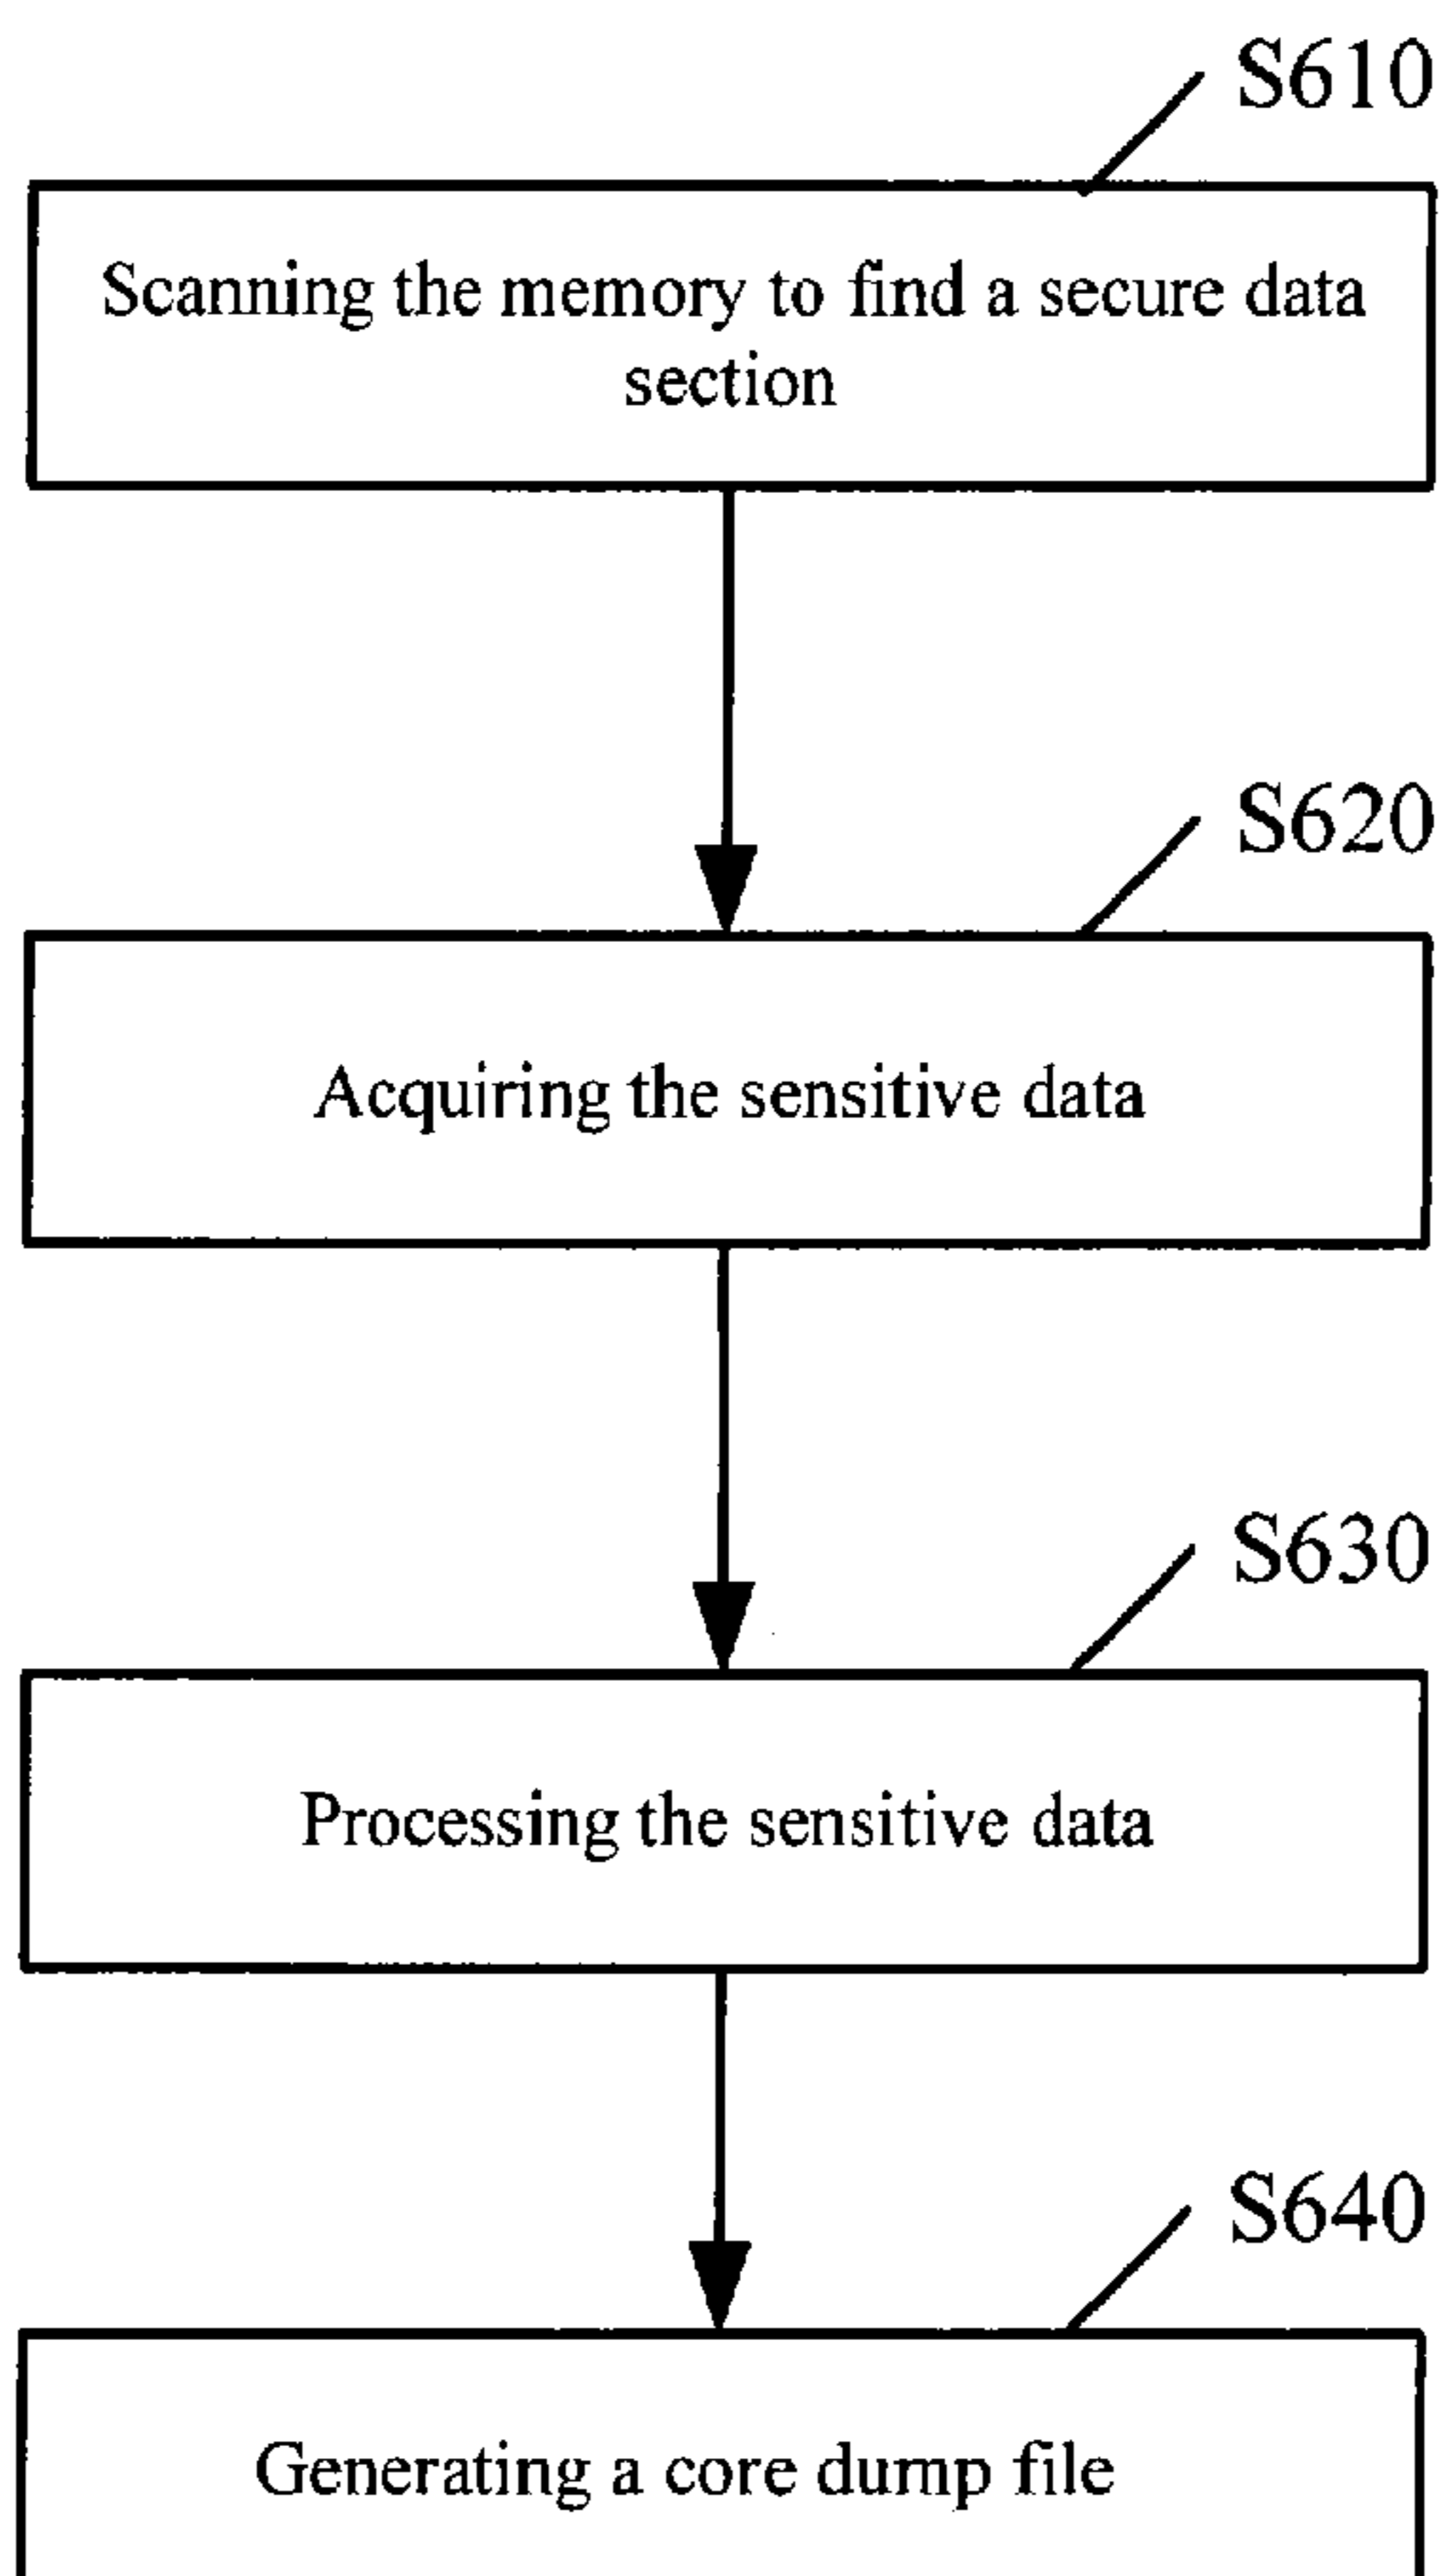 S610
Scanning the memory to find a secure data
section
S620
Acquiring the sensitive data
S630
Processing the sensitive data
S640
Generating a core dump file